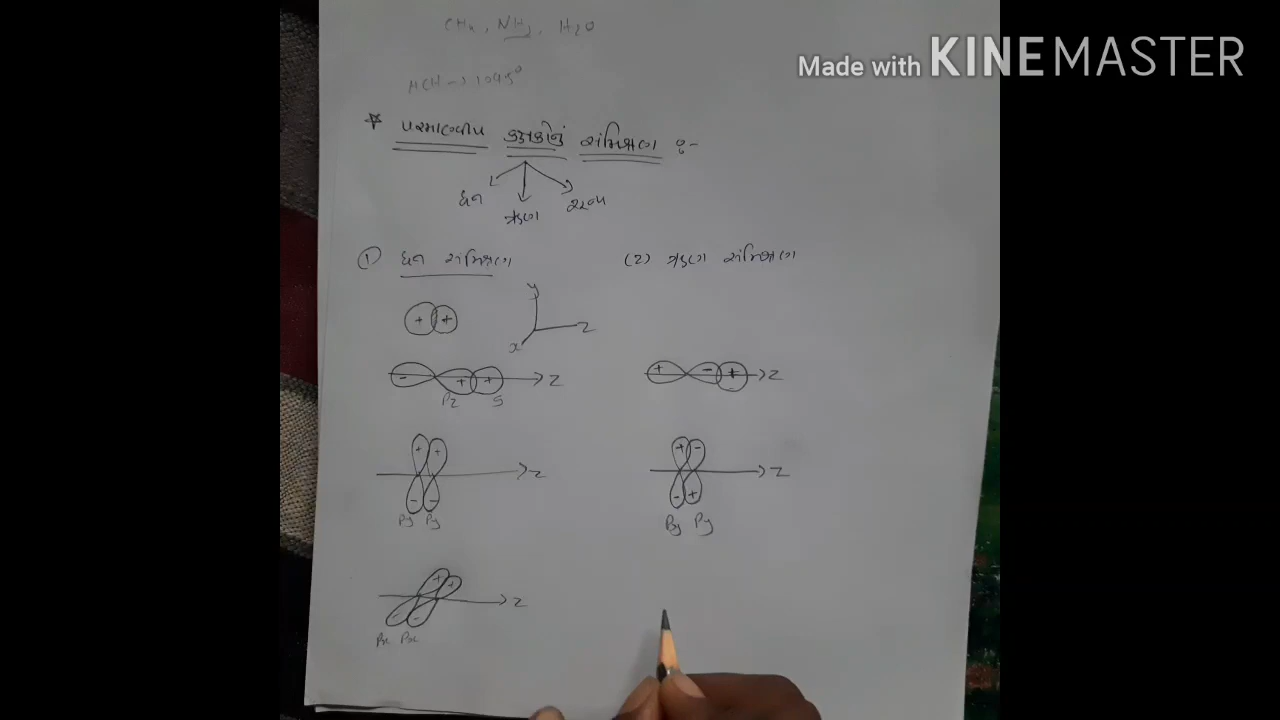 Made with KINEMASTER
CH4, NH3, H2O
HCH → 109.5°
* પરમાણ્વીય કક્ષકોનું સંમિશ્રણ :-
ધન ઋણ શૂન્ય
① ધન સંમિશ્રણ
(2) ઋણ સંમિશ્રણ
+ +
y
z
x
- + + z
Pz S
+ - + z
+ + z
- -
Py Py
+ - z
- +
Py Py
+ + z
- -
Px Px